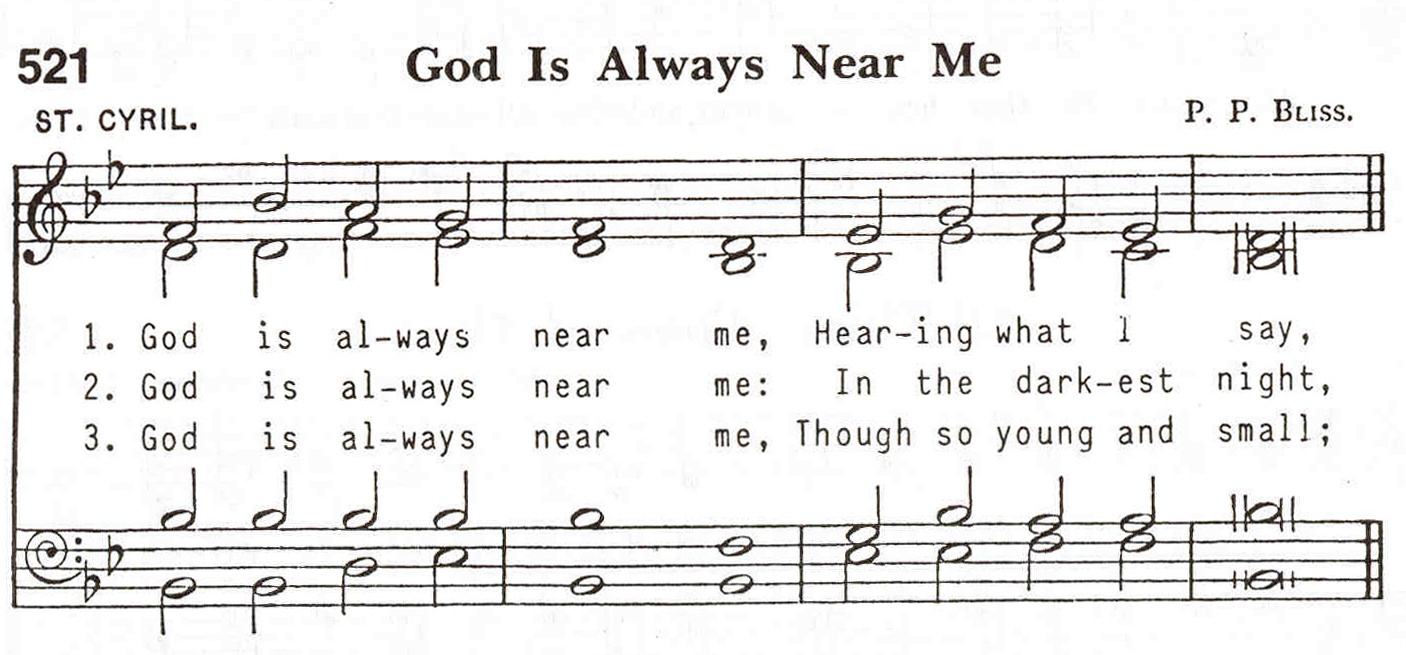 521 God Is Always Near Me
ST. CYRIL. P. P. BLISS.
1. God is al-ways near me, Hear-ing what I say,
2. God is al-ways near me: In the dark-est night,
3. God is al-ways near me, Though so young and small;